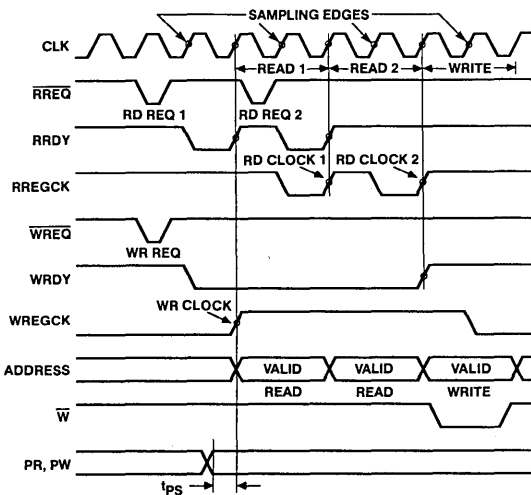 SAMPLING EDGES
CLK
READ 1 READ 2 WRITE
RREQ
RD REQ 1 RD REQ 2
RRDY
RD CLOCK 1 RD CLOCK 2
RREGCK
WREQ
WR REQ
WRDY
WR CLOCK
WREGCK
ADDRESS VALID VALID VALID
READ READ WRITE
W
PR, PW
tPS